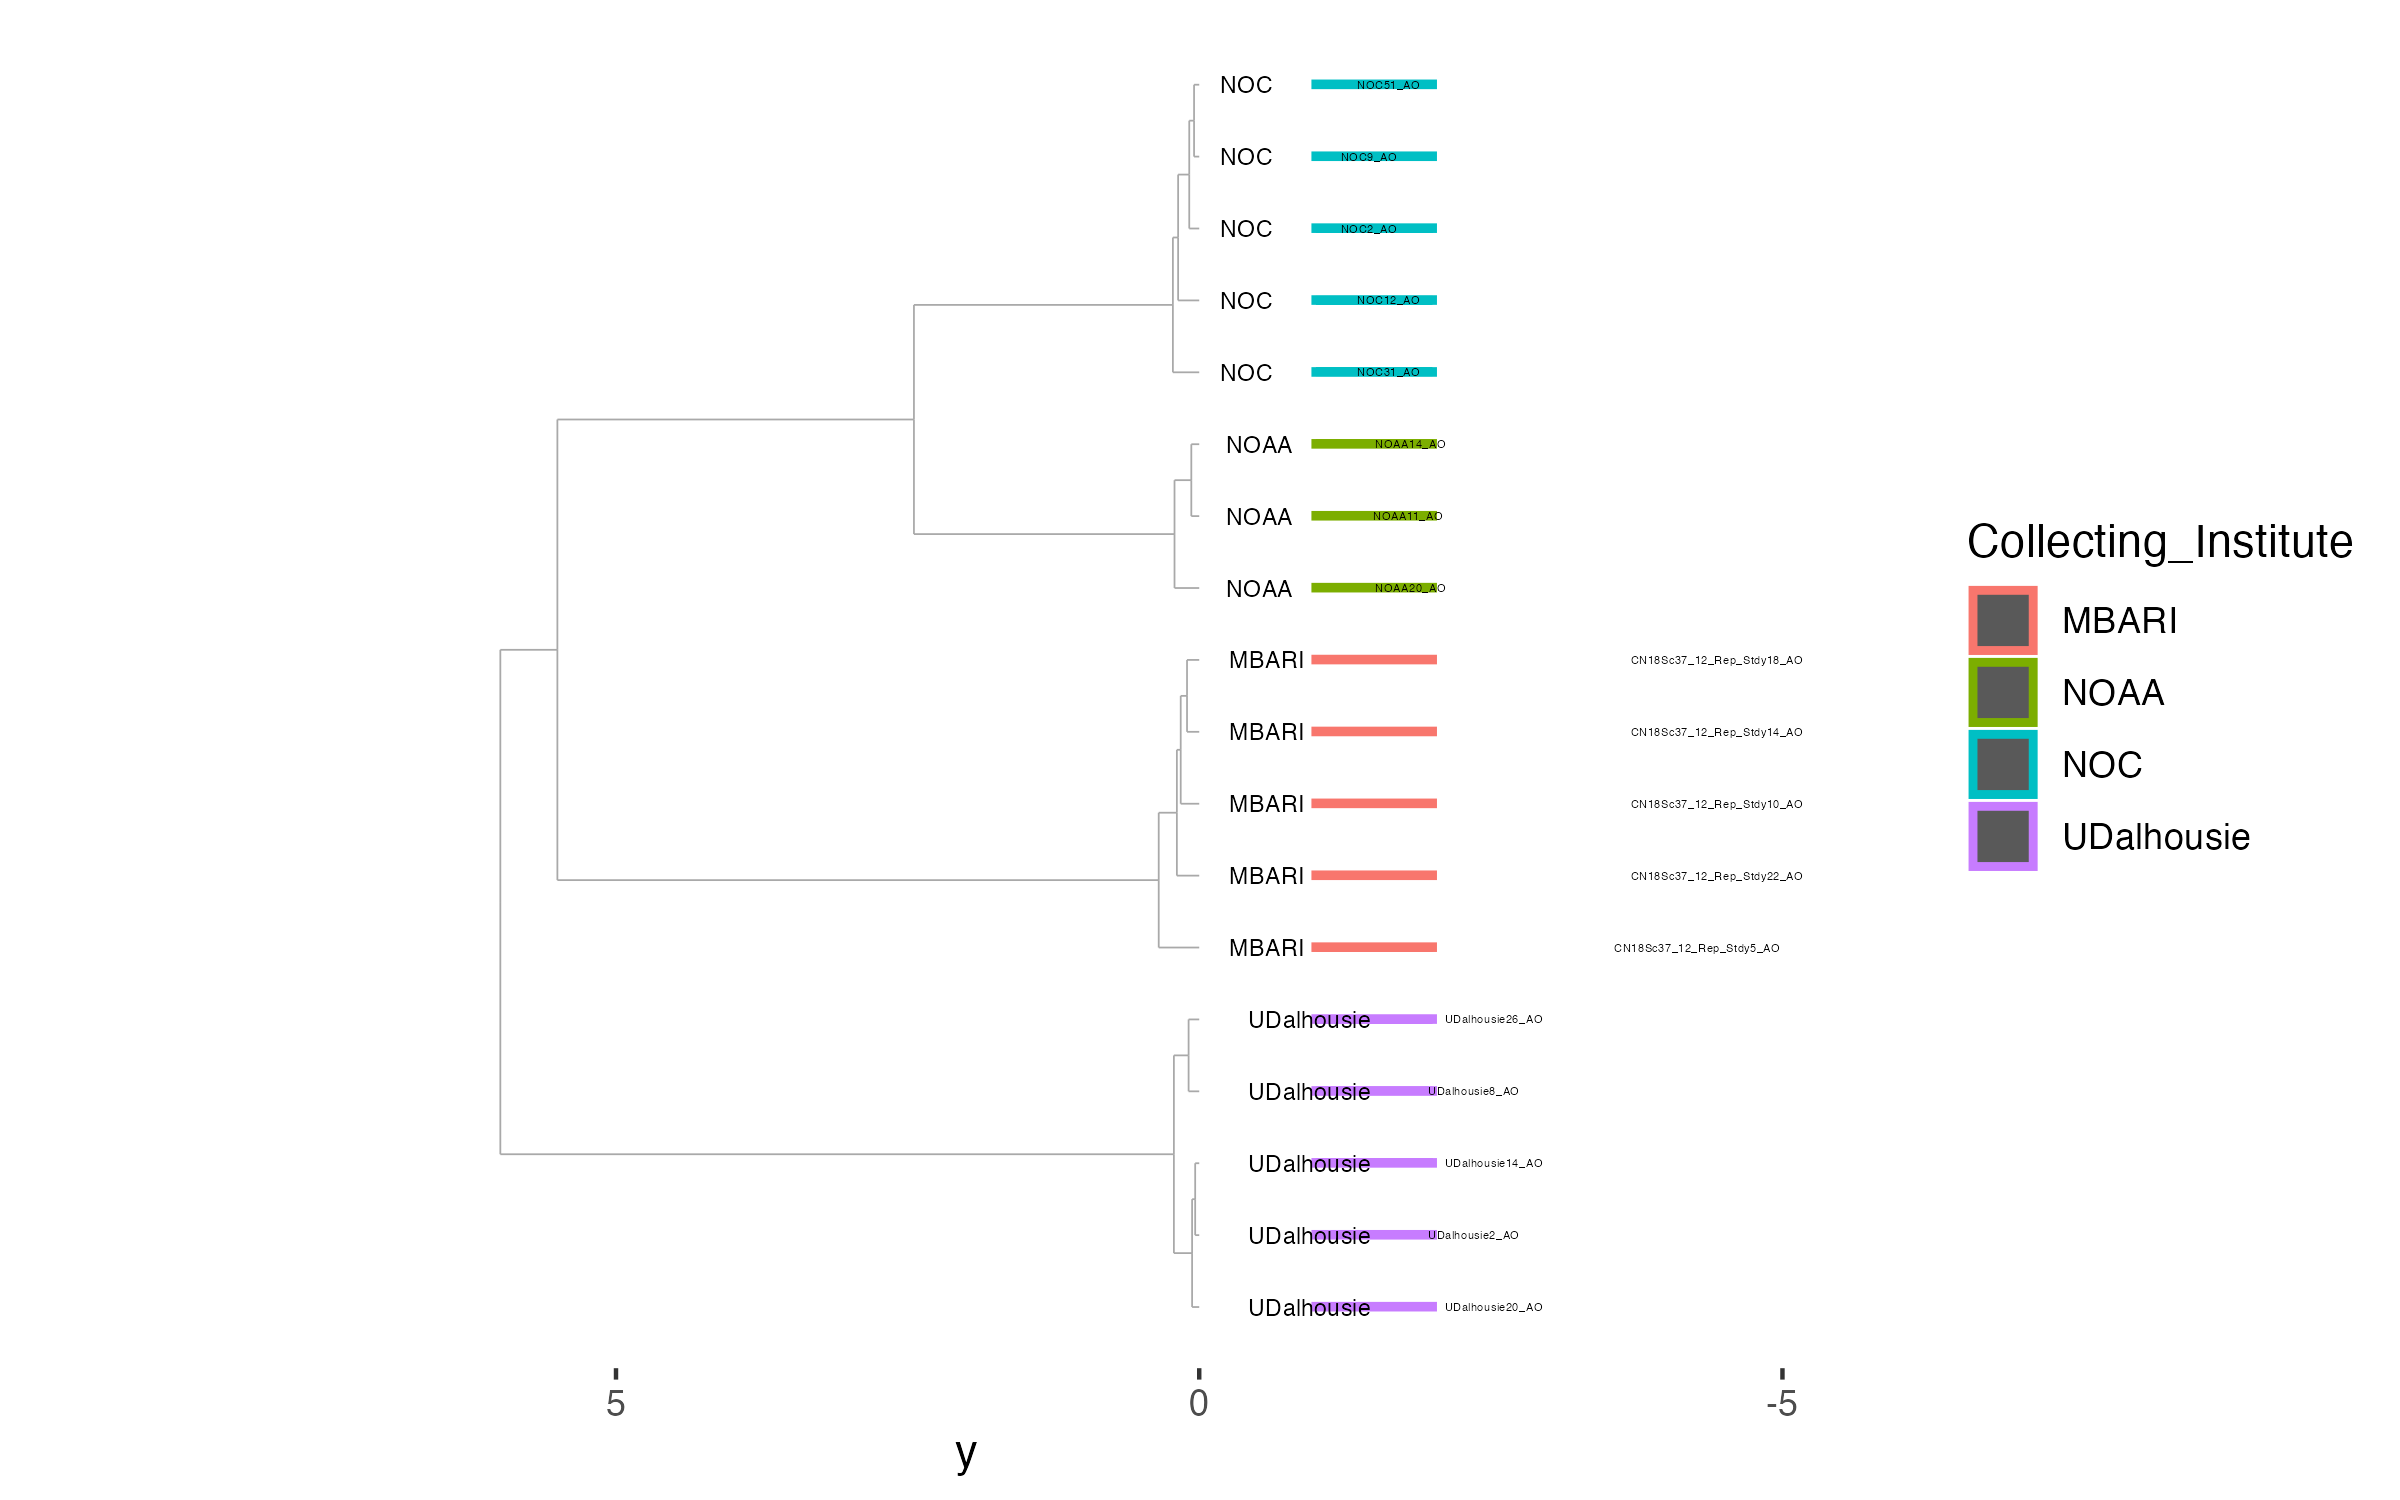 NOC NOC51_AO
NOC NOC9_AO
NOC NOC2_AO
NOC NOC12_AO
NOC NOC31_AO
NOAA NOAA14_AO
NOAA NOAA11_AO
NOAA NOAA20_AO
MBARI CN18Sc37_12_Rep_Stdy18_AO
MBARI CN18Sc37_12_Rep_Stdy14_AO
MBARI CN18Sc37_12_Rep_Stdy10_AO
MBARI CN18Sc37_12_Rep_Stdy22_AO
MBARI CN18Sc37_12_Rep_Stdy5_AO
UDalhousie UDalhousie26_AO
UDalhousie UDalhousie8_AO
UDalhousie UDalhousie14_AO
UDalhousie UDalhousie2_AO
UDalhousie UDalhousie20_AO
5 0 -5
y
Collecting_Institute
MBARI
NOAA
NOC
UDalhousie